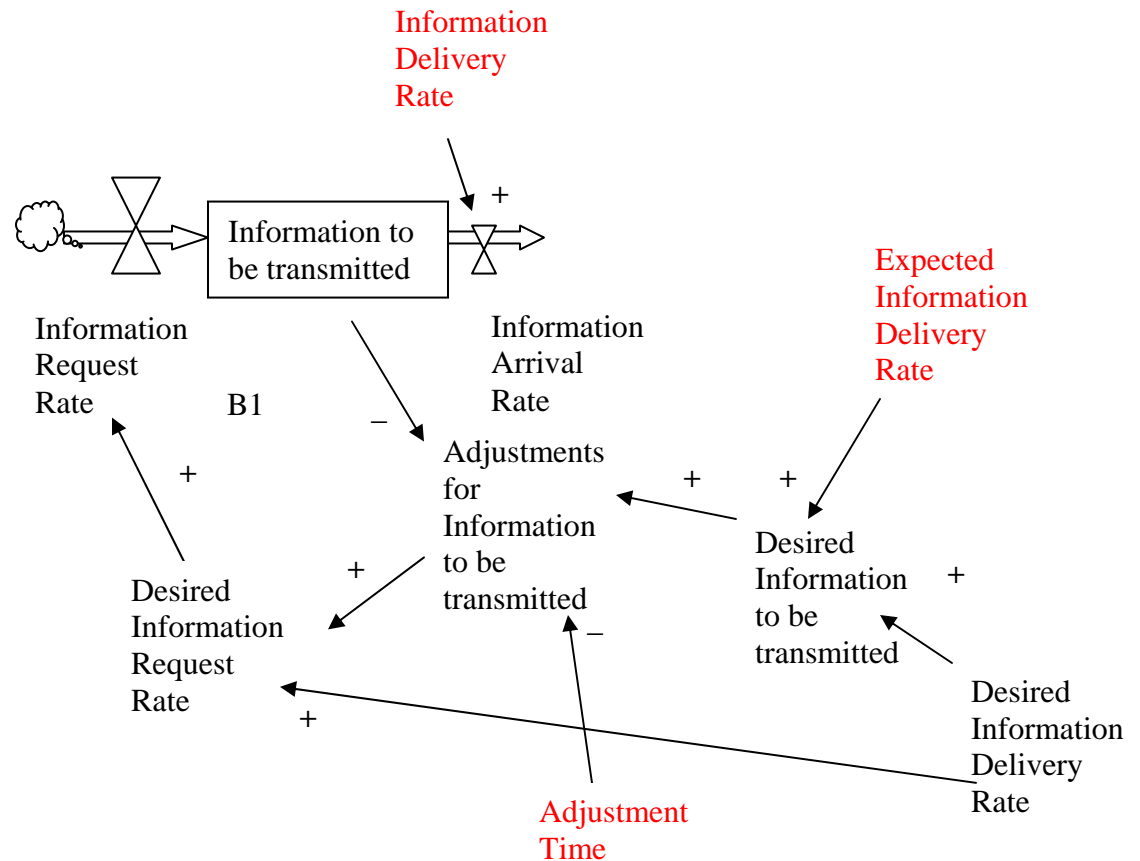 Information
Delivery
Rate
+
Information to
be transmitted
Expected
Information
Delivery
Rate
Information
Request
Rate
Information
Arrival
Rate
B1
–
+
Adjustments
for
Information
to be
transmitted
+
+
+
Desired
Information
to be
transmitted
+
Desired
Information
Request
Rate
–
+
Desired
Information
Delivery
Rate
Adjustment
Time